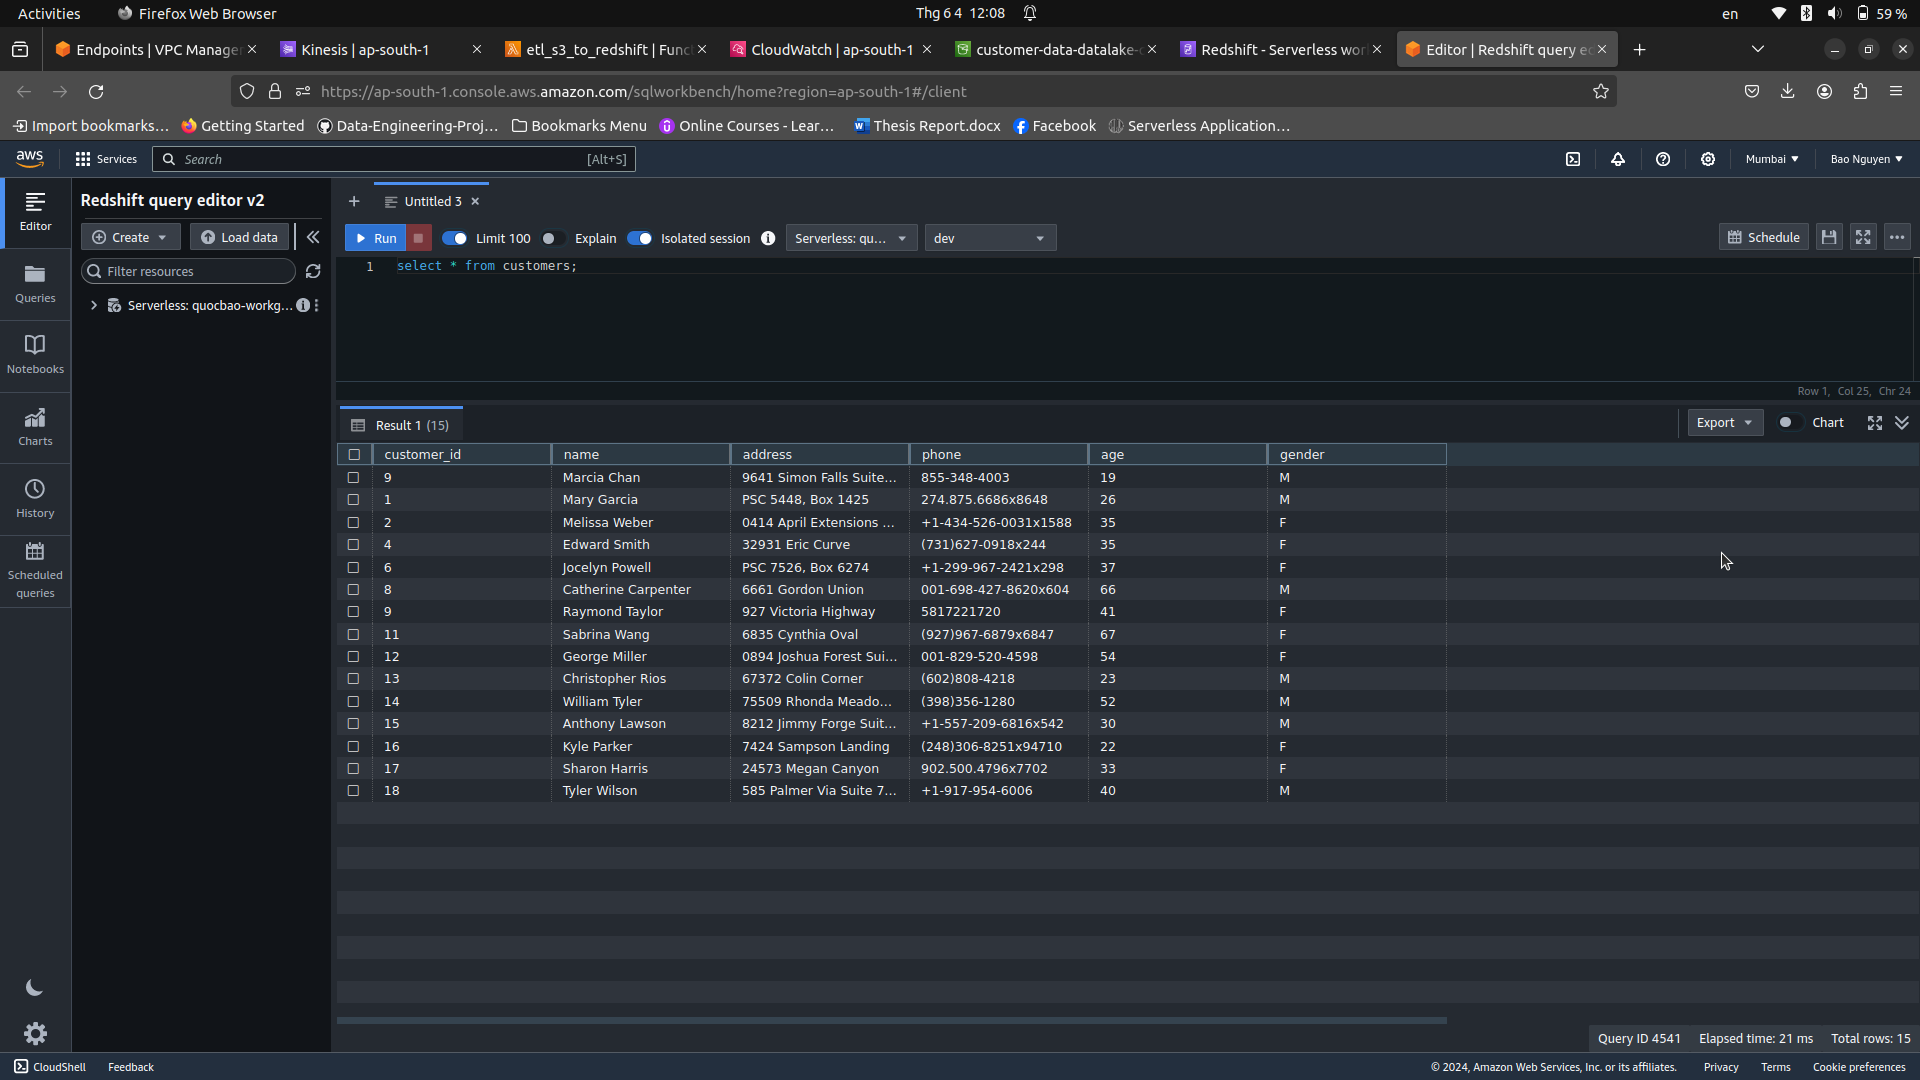 Activities Firefox Web Browser Thg 6 4 12:08 en 59 %
Endpoints | VPC Manage Kinesis | ap-south-1 etl_s3_to_redshift | Func CloudWatch | ap-south-1 customer-data-datalake- Redshift - Serverless wor Editor | Redshift query e
https://ap-south-1.console.aws.amazon.com/sqlworkbench/home?region=ap-south-1#/client
Import bookmarks... Getting Started Data-Engineering-Proj... Bookmarks Menu Online Courses - Lear... Thesis Report.docx Facebook Serverless Application...
aws Services Search [Alt+S] Mumbai Bao Nguyen
Editor
Queries
Notebooks
Charts
History
Scheduled
queries
Redshift query editor v2
Create Load data
Filter resources
Serverless: quocbao-workg...
Untitled 3
Run Limit 100 Explain Isolated session Serverless: qu... dev Schedule
1 select * from customers;
Row 1, Col 25, Chr 24
Result 1 (15) Export Chart
customer_id name address phone age gender
9 Marcia Chan 9641 Simon Falls Suite... 855-348-4003 19 M
1 Mary Garcia PSC 5448, Box 1425 274.875.6686x8648 26 M
2 Melissa Weber 0414 April Extensions ... +1-434-526-0031x1588 35 F
4 Edward Smith 32931 Eric Curve (731)627-0918x244 35 F
6 Jocelyn Powell PSC 7526, Box 6274 +1-299-967-2421x298 37 F
8 Catherine Carpenter 6661 Gordon Union 001-698-427-8620x604 66 M
9 Raymond Taylor 927 Victoria Highway 5817221720 41 F
11 Sabrina Wang 6835 Cynthia Oval (927)967-6879x6847 67 F
12 George Miller 0894 Joshua Forest Sui... 001-829-520-4598 54 F
13 Christopher Rios 67372 Colin Corner (602)808-4218 23 M
14 William Tyler 75509 Rhonda Meado... (398)356-1280 52 M
15 Anthony Lawson 8212 Jimmy Forge Suit... +1-557-209-6816x542 30 M
16 Kyle Parker 7424 Sampson Landing (248)306-8251x94710 22 F
17 Sharon Harris 24573 Megan Canyon 902.500.4796x7702 33 F
18 Tyler Wilson 585 Palmer Via Suite 7... +1-917-954-6006 40 M
Query ID 4541 Elapsed time: 21 ms Total rows: 15
CloudShell Feedback © 2024, Amazon Web Services, Inc. or its affiliates. Privacy Terms Cookie preferences